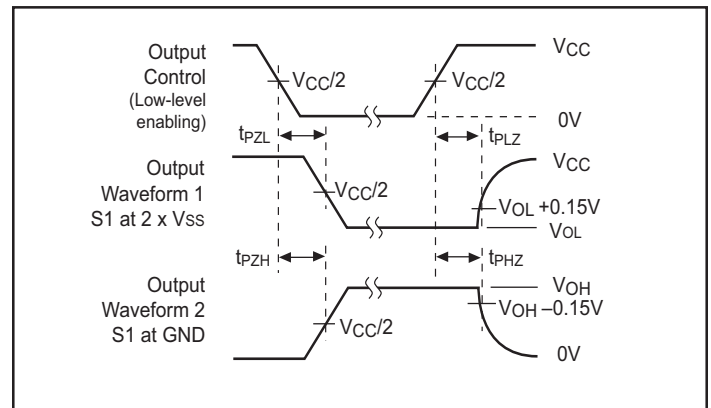 Output
Control
(Low-level
enabling)
VCC/2
VCC/2
VCC
0V
tPZL
tPLZ
Output
Waveform 1
S1 at 2 x Vss
VCC/2
VCC
VOL +0.15V
VOL
tPZH
tPHZ
Output
Waveform 2
S1 at GND
VCC/2
VOH
VOH –0.15V
0V